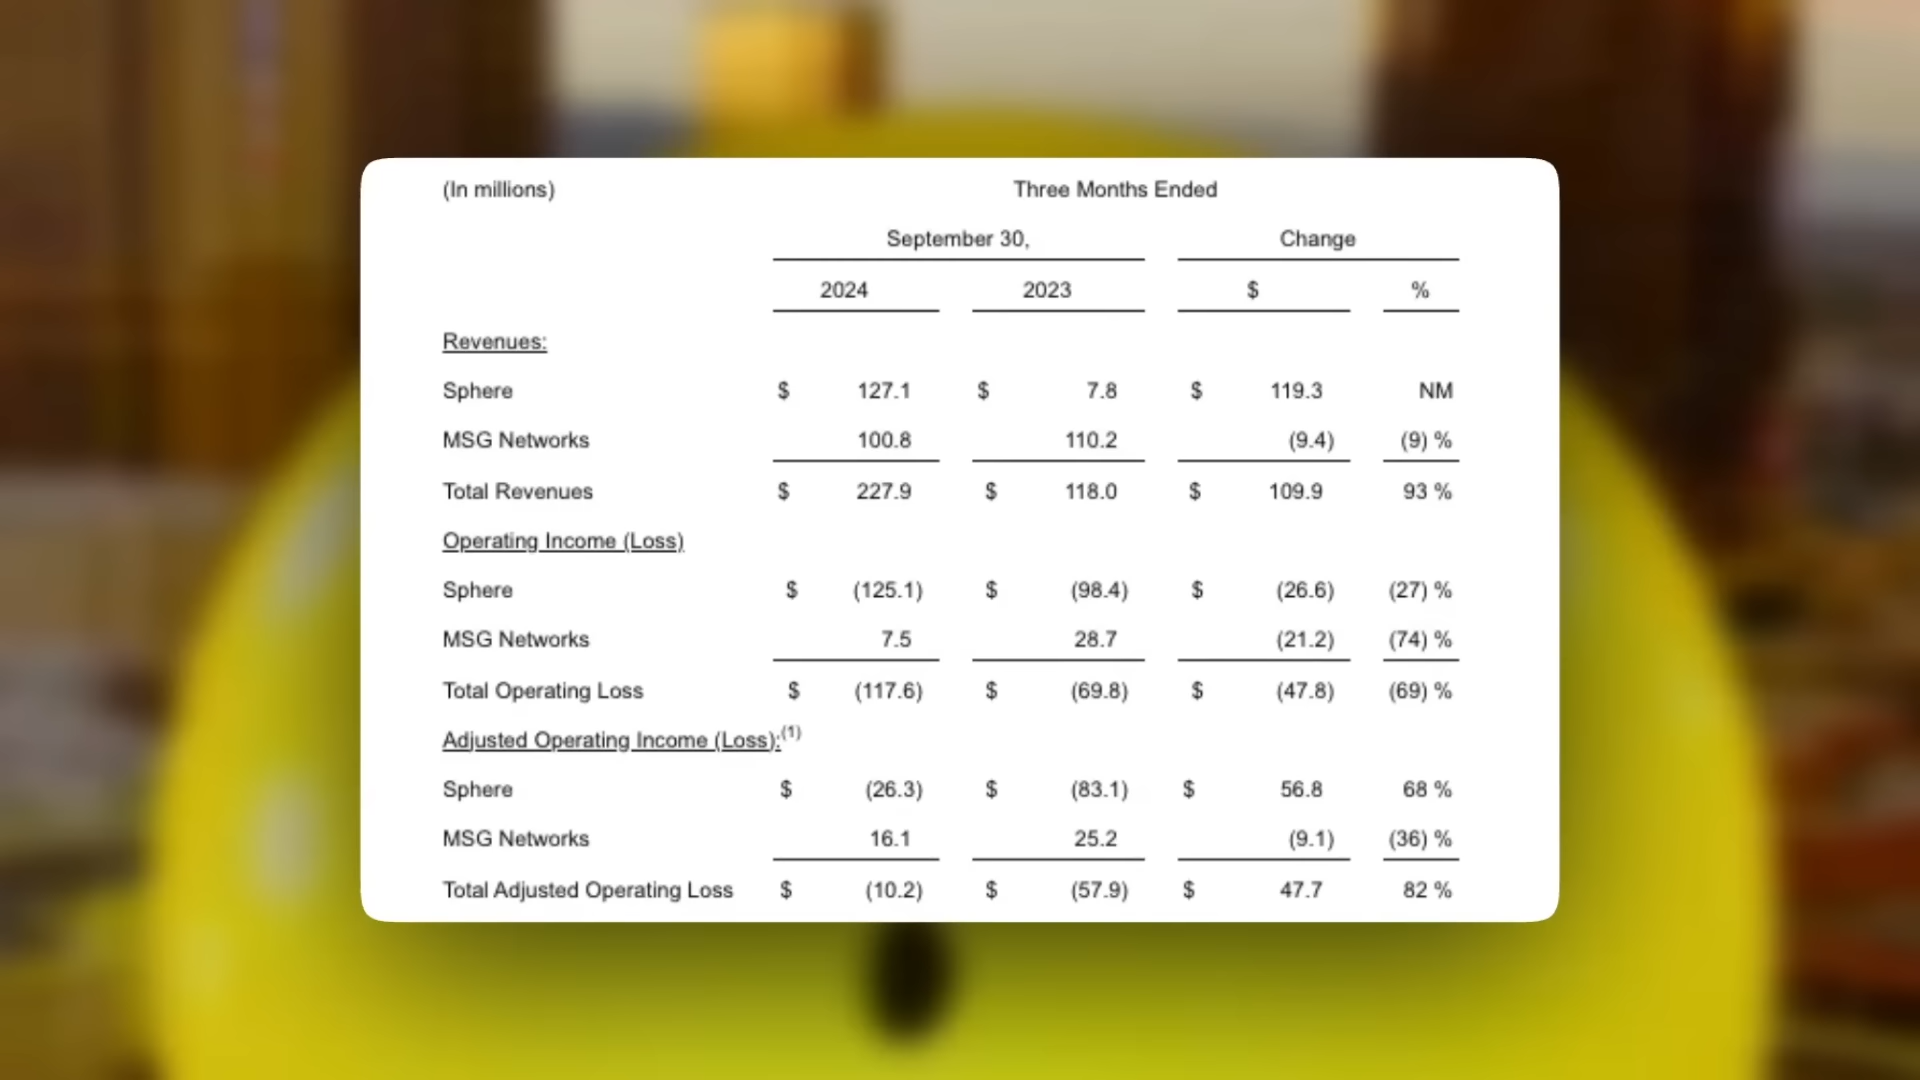 (In millions) Three Months Ended
September 30, Change
2024 2023 $ %
Revenues:
Sphere $ 127.1 $ 7.8 $ 119.3 NM
MSG Networks 100.8 110.2 (9.4) (9) %
Total Revenues $ 227.9 $ 118.0 $ 109.9 93 %
Operating Income (Loss)
Sphere $ (125.1) $ (98.4) $ (26.6) (27) %
MSG Networks 7.5 28.7 (21.2) (74) %
Total Operating Loss $ (117.6) $ (69.8) $ (47.8) (69) %
Adjusted Operating Income (Loss):(1)
Sphere $ (26.3) $ (83.1) $ 56.8 68 %
MSG Networks 16.1 25.2 (9.1) (36) %
Total Adjusted Operating Loss $ (10.2) $ (57.9) $ 47.7 82 %